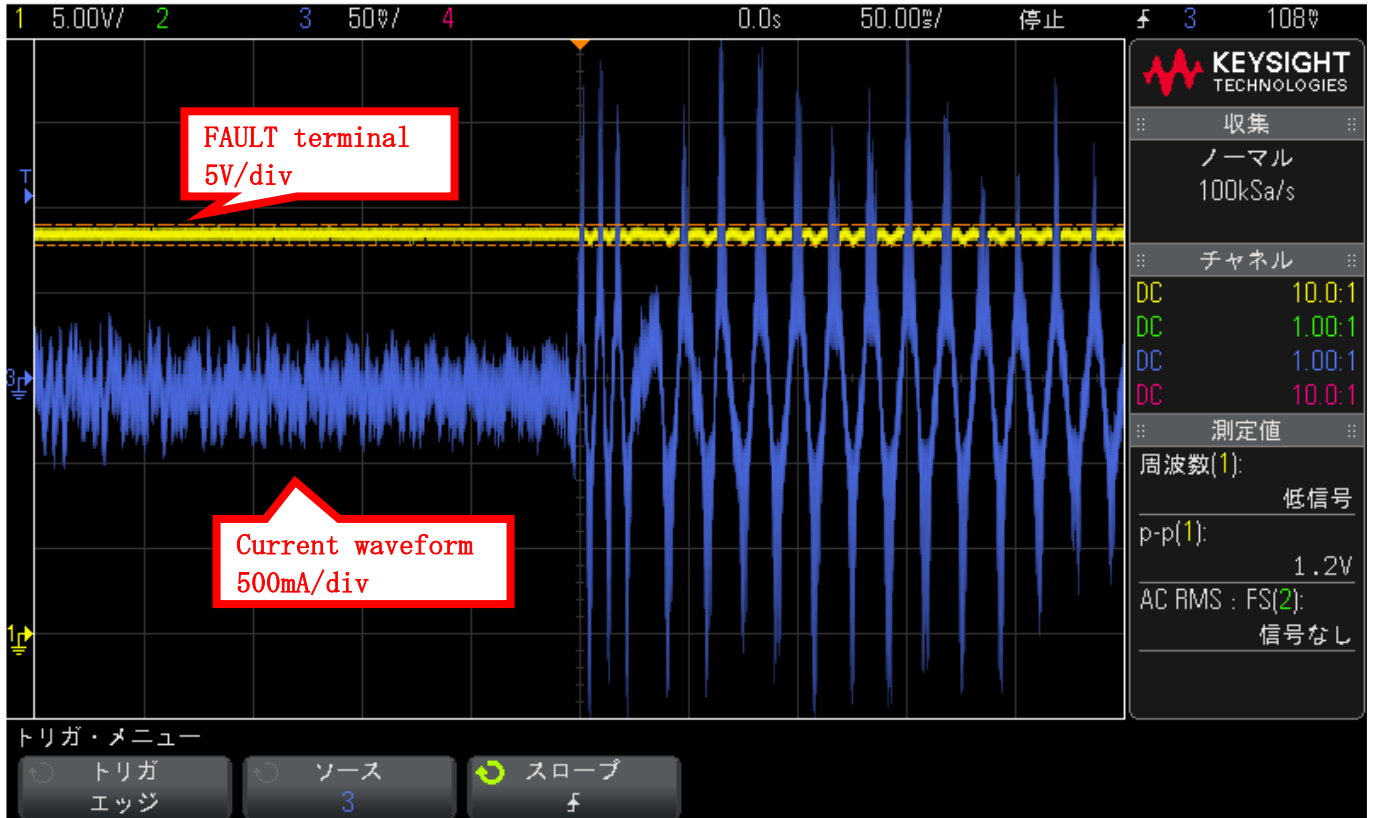 1 5.00V/ 2 3 50mV/ 4 0.0s 50.00ms/ 停止 3 108mV
KEYSIGHT
TECHNOLOGIES
収集
ノーマル
100kSa/s
チャネル
DC 10.0:1
DC 1.00:1
DC 1.00:1
DC 10.0:1
測定値
周波数(1):
低信号
p-p(1):
1.2V
AC RMS : FS(2):
信号なし
FAULT terminal
5V/div
T
3
Current waveform
500mA/div
1
トリガ・メニュー
トリガ
エッジ
ソース
3
スロープ